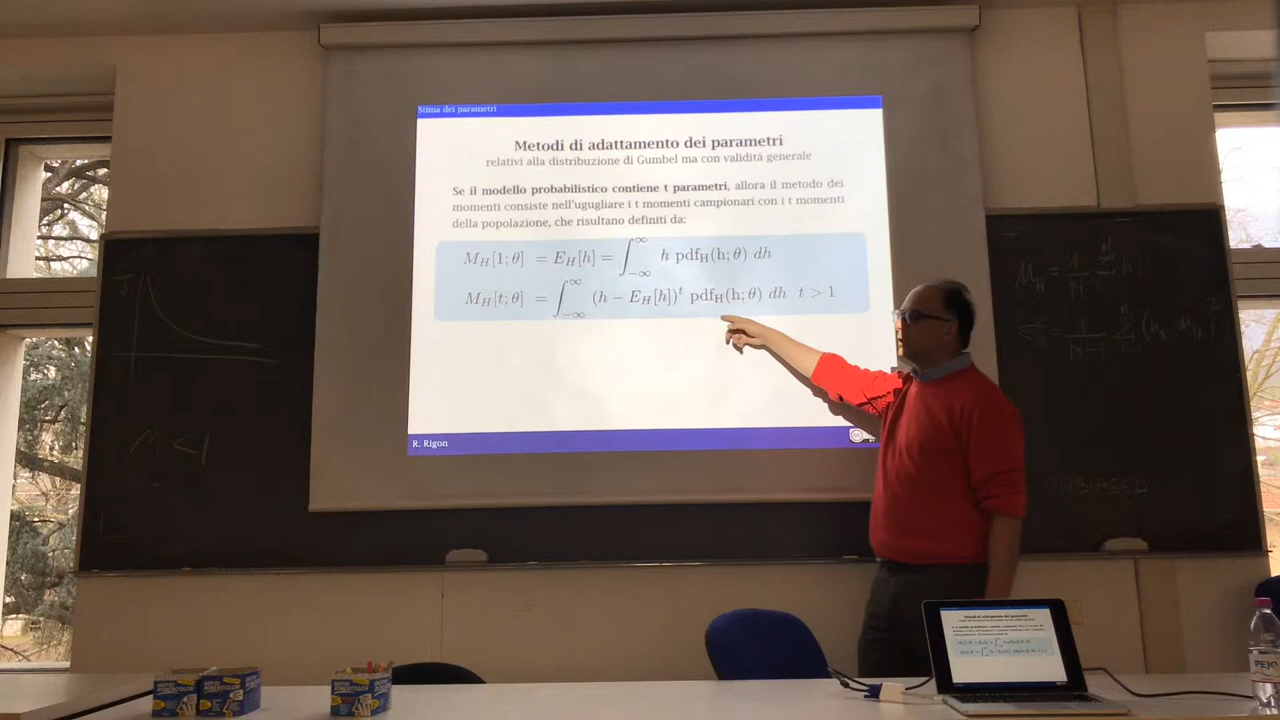 Stima dei parametri
Metodi di adattamento dei parametri
relativi alla distribuzione di Gumbel ma con validità generale
Se il modello probabilistico contiene t parametri, allora il metodo dei
momenti consiste nell'ugugliare i t momenti campionari con i t momenti
della popolazione, che risultano definiti da:
M_H[1;θ] = E_H[h] = ∫_{-∞}^{∞} h pdf_H(h;θ) dh
M_H[t;θ] = ∫_{-∞}^{∞} (h − E_H[h])^t pdf_H(h;θ) dh t > 1
R. Rigon
UNBIASED
PEJO